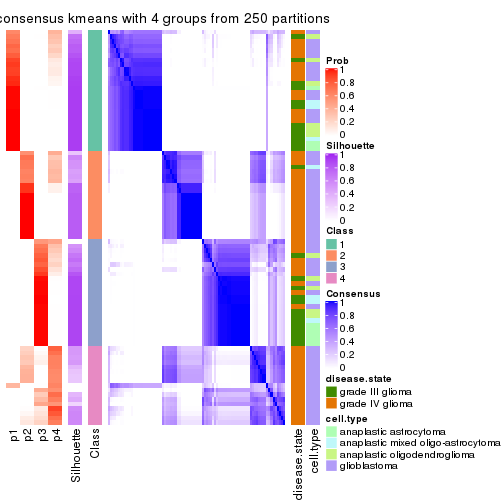 consensus kmeans with 4 groups from 250 partitions
Prob
1
0.8
0.6
0.4
0.2
0
Silhouette
1
0.8
0.6
0.4
0.2
0
Class
1
2
3
4
Consensus
1
0.8
0.6
0.4
0.2
0
disease.state
grade III glioma
grade IV glioma
cell.type
anaplastic astrocytoma
anaplastic mixed oligo-astrocytoma
anaplastic oligodendroglioma
glioblastoma
p1
p2
p3
p4
Silhouette
Class
disease.state
cell.type